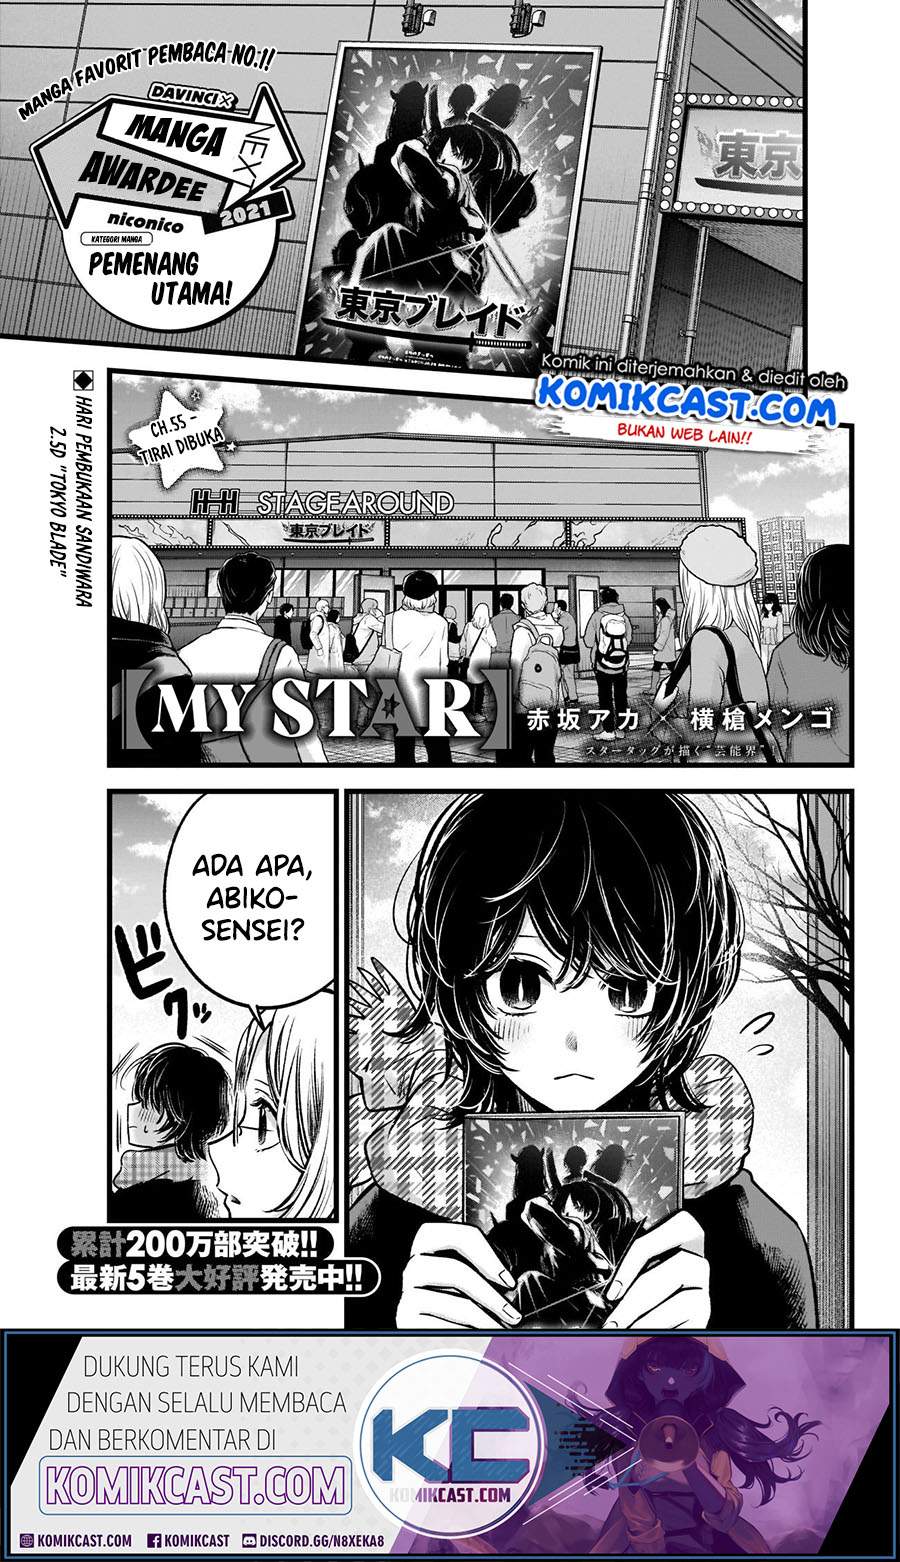 MANGA FAVORIT PEMBACA NO.1!
DAVINCI X
MANGA
AWARDEE
NEXT
2021
niconico
KATEGORI MANGA
PEMENANG
UTAMA!
東京
東京ブレイド
Komik ini diterjemahkan & diedit oleh
KOMIKCAST.COM
BUKAN WEB LAIN!!
◆ HARI PEMBUKAAN SANDIWARA
2.5D "TOKYO BLADE"
CH.55 -
TIRAI DIBUKA
STAGE AROUND
東京ブレイド
【MY STAR】
赤坂アカ×横槍メンゴ
スタータッグが描く“芸能界”
ADA APA,
ABIKO-
SENSEI?
ビクッ
累計200万部突破!!
最新5巻大好評発売中!!
DUKUNG TERUS KAMI
DENGAN SELALU MEMBACA
DAN BERKOMENTAR DI
KOMIKCAST.COM
KC
KOMIKCAST.COM
KOMIKCAST.COM
KOMIKCAST
DISCORD.GG/N8XEKA8